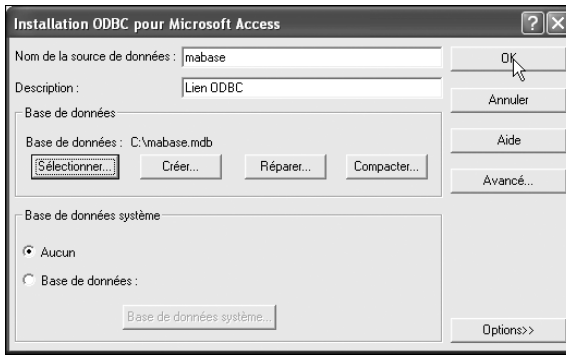 Installation ODBC pour Microsoft Access
Nom de la source de données : mabase
OK
Description : Lien ODBC
Annuler
Base de données
Base de données : C:\mabase.mdb
Aide
Sélectionner... Créer... Réparer... Compacter...
Avancé...
Base de données système
Aucun
Base de données :
Base de données système...
Options>>